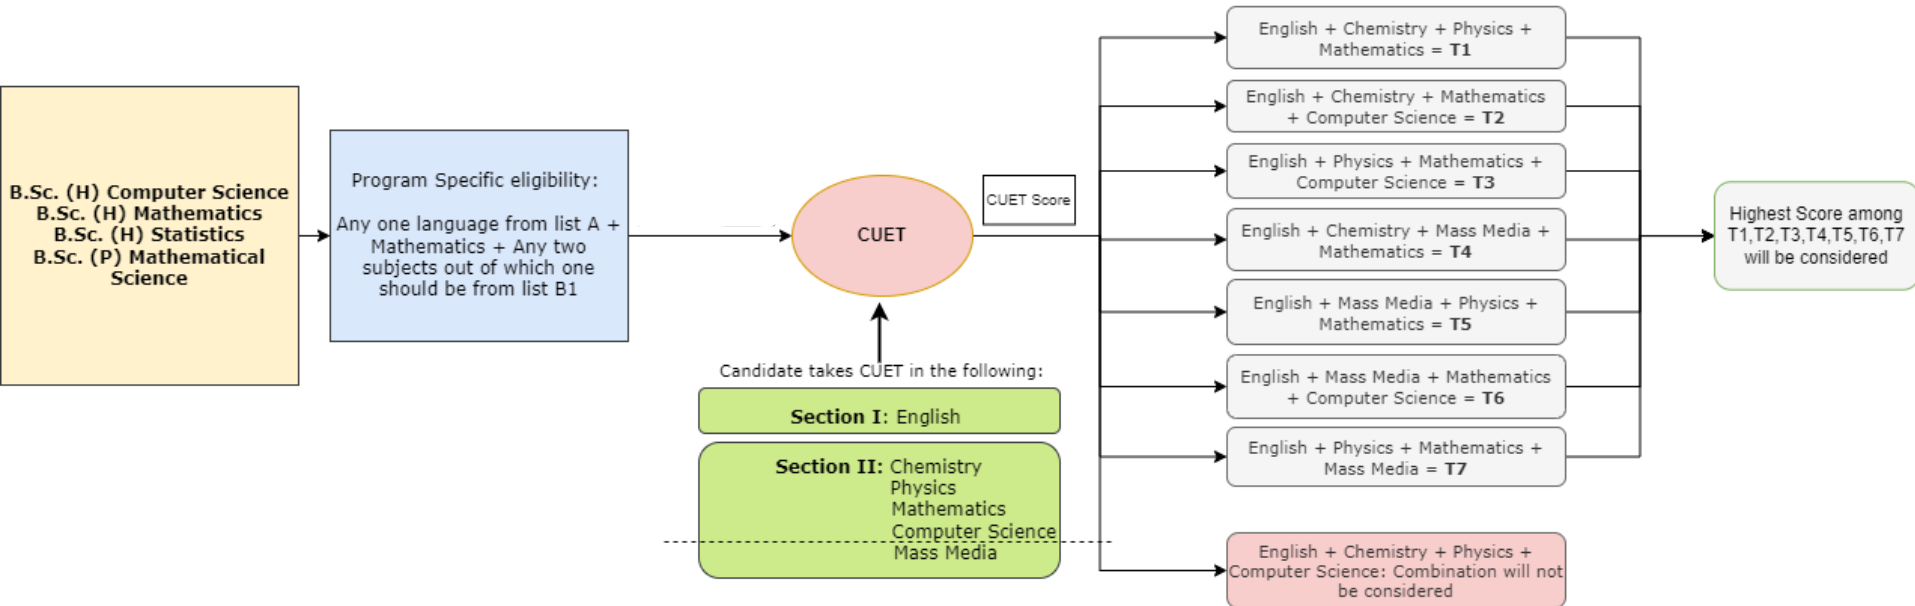 B.Sc. (H) Computer Science
B.Sc. (H) Mathematics
B.Sc. (H) Statistics
B.Sc. (P) Mathematical
Science
Program Specific eligibility:
Any one language from list A +
Mathematics + Any two
subjects out of which one
should be from list B1
CUET
Candidate takes CUET in the following:
Section I: English
Section II: Chemistry
Physics
Mathematics
Computer Science
Mass Media
CUET Score
English + Chemistry + Physics +
Mathematics = T1
English + Chemistry + Mathematics
+ Computer Science = T2
English + Physics + Mathematics +
Computer Science = T3
English + Chemistry + Mass Media +
Mathematics = T4
English + Mass Media + Physics +
Mathematics = T5
English + Mass Media + Mathematics
+ Computer Science = T6
English + Physics + Mathematics +
Mass Media = T7
English + Chemistry + Physics +
Computer Science: Combination will not
be considered
Highest Score among
T1,T2,T3,T4,T5,T6,T7
will be considered